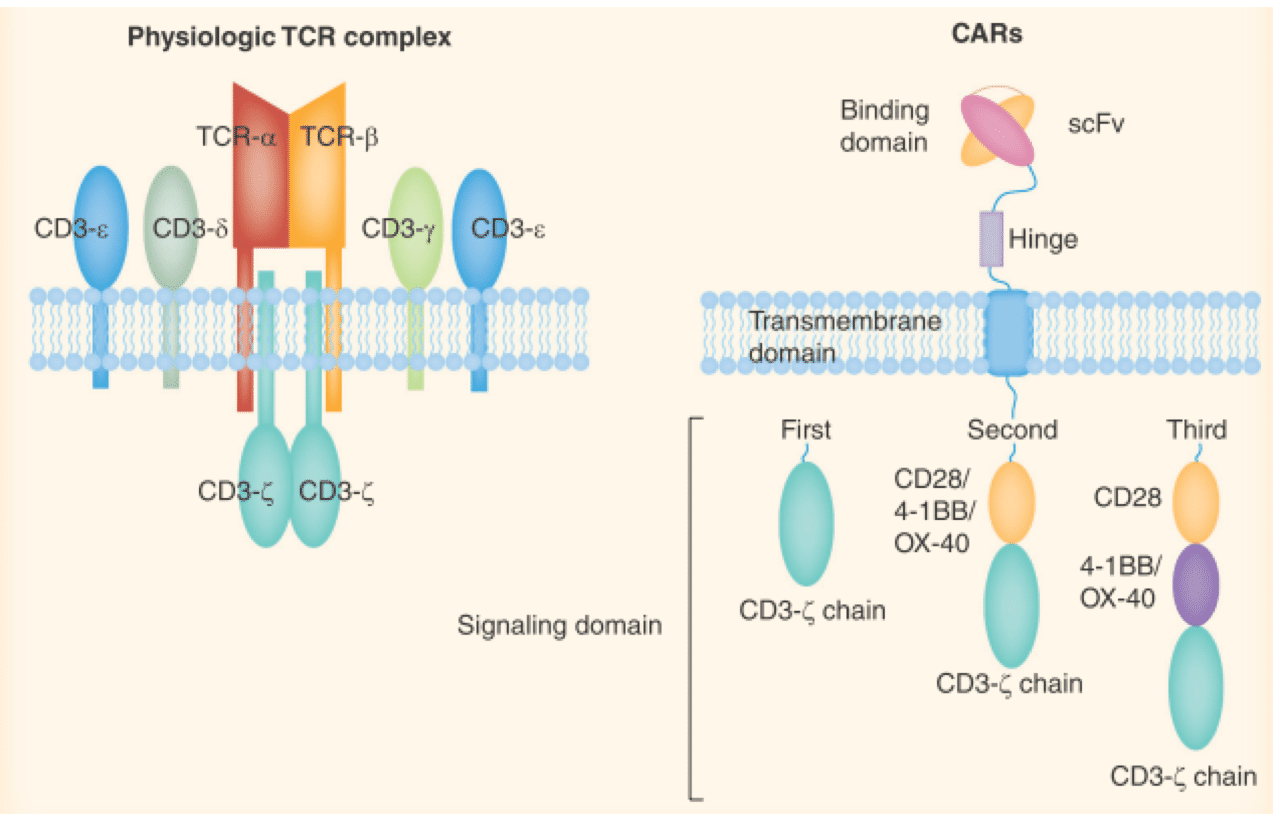 Physiologic TCR complex
TCR-α
TCR-β
CD3-ε
CD3-δ
CD3-γ
CD3-ε
CD3-ζ
CD3-ζ
CARs
Binding
domain
scFv
Hinge
Transmembrane
domain
Signaling domain
First
CD3-ζ chain
Second
CD28/
4-1BB/
OX-40
CD3-ζ chain
Third
CD28
4-1BB/
OX-40
CD3-ζ chain